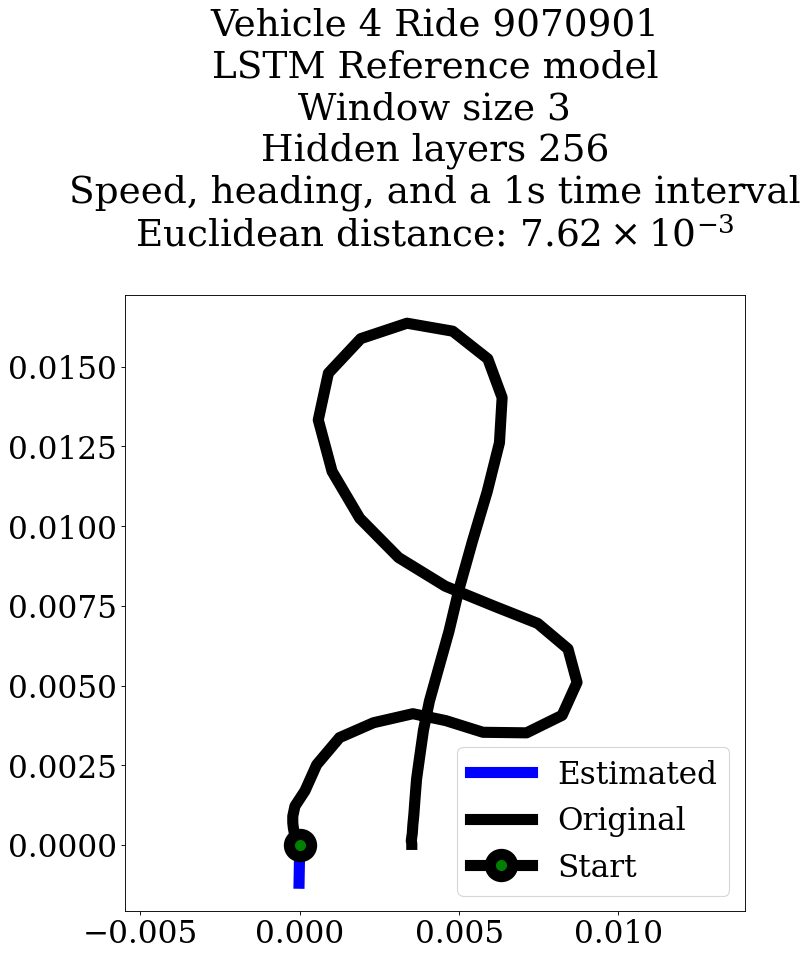 Vehicle 4 Ride 9070901
LSTM Reference model
Window size 3
Hidden layers 256
Speed, heading, and a 1s time interval
Euclidean distance: 7.62 × 10⁻³
0.0150
0.0125
0.0100
0.0075
0.0050
0.0025
0.0000
Estimated
Original
Start
−0.005 0.000 0.005 0.010